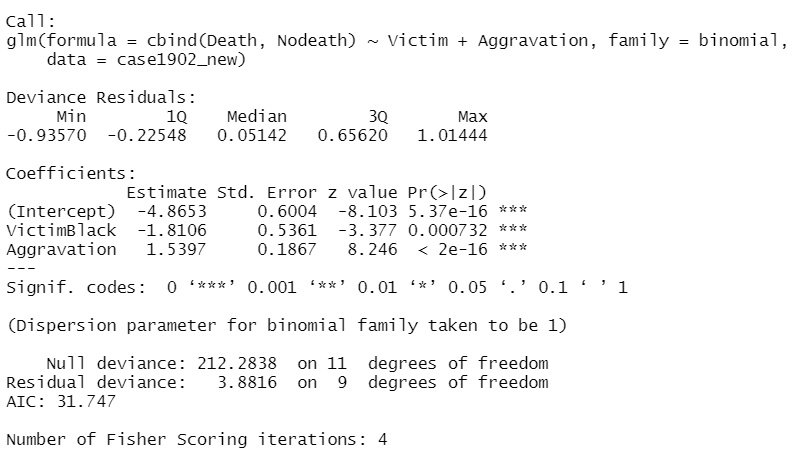 Call:
glm(formula = cbind(Death, Nodeath) ~ Victim + Aggravation, family = binomial,
    data = case1902_new)

Deviance Residuals:
     Min        1Q    Median        3Q       Max
-0.93570  -0.22548   0.05142   0.65620   1.01444

Coefficients:
            Estimate Std. Error z value Pr(>|z|)
(Intercept)  -4.8653     0.6004  -8.103 5.37e-16 ***
VictimBlack  -1.8106     0.5361  -3.377 0.000732 ***
Aggravation   1.5397     0.1867   8.246  < 2e-16 ***
---
Signif. codes:  0 ‘***’ 0.001 ‘**’ 0.01 ‘*’ 0.05 ‘.’ 0.1 ‘ ’ 1

(Dispersion parameter for binomial family taken to be 1)

    Null deviance: 212.2838  on 11  degrees of freedom
Residual deviance:   3.8816  on  9  degrees of freedom
AIC: 31.747

Number of Fisher Scoring iterations: 4